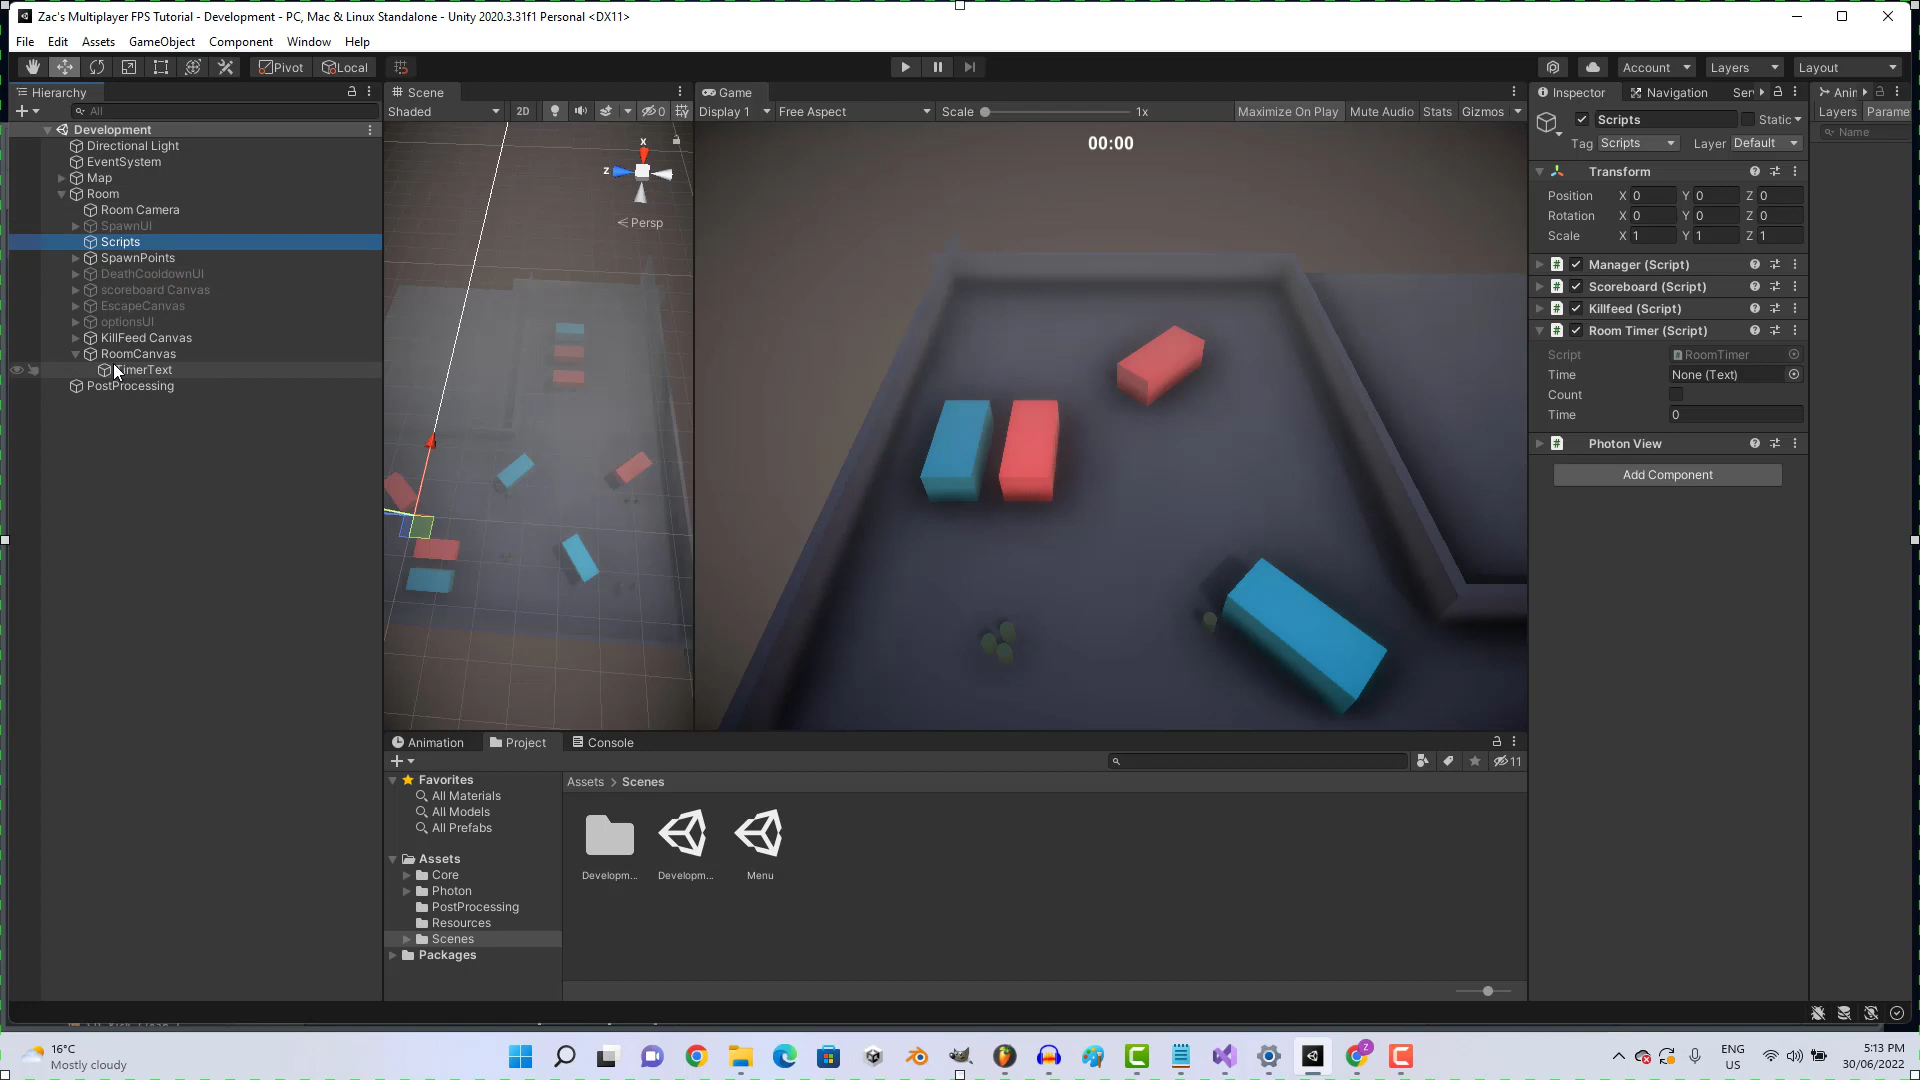 Zac's Multiplayer FPS Tutorial - Development - PC, Mac & Linux Standalone - Unity 2020.3.31f1 Personal <DX11>
File Edit Assets GameObject Component Window Help
Pivot Local Account Layers Layout
Hierarchy
All
Development
Directional Light
EventSystem
Map
Room
Room Camera
SpawnUI
Scripts
SpawnPoints
DeathCooldownUI
scoreboard Canvas
EscapeCanvas
optionsUI
KillFeed Canvas
RoomCanvas
TimerText
PostProcessing
Scene
Shaded 2D 0
x
z
Persp
Game
Display 1 Free Aspect Scale 1x Maximize On Play Mute Audio Stats Gizmos
00:00
Inspector Navigation Ser
Scripts Static
Tag Scripts Layer Default
Transform
Position X 0 Y 0 Z 0
Rotation X 0 Y 0 Z 0
Scale X 1 Y 1 Z 1
Manager (Script)
Scoreboard (Script)
Killfeed (Script)
Room Timer (Script)
Script RoomTimer
Time None (Text)
Count
Time 0
Photon View
Add Component
Anin
Layers Parame
Name
Animation Project Console
11
Favorites
All Materials
All Models
All Prefabs
Assets
Core
Photon
PostProcessing
Resources
Scenes
Packages
Assets > Scenes
Developm... Developm... Menu
16°C
Mostly cloudy
Z
ENG
US
5:13 PM
30/06/2022